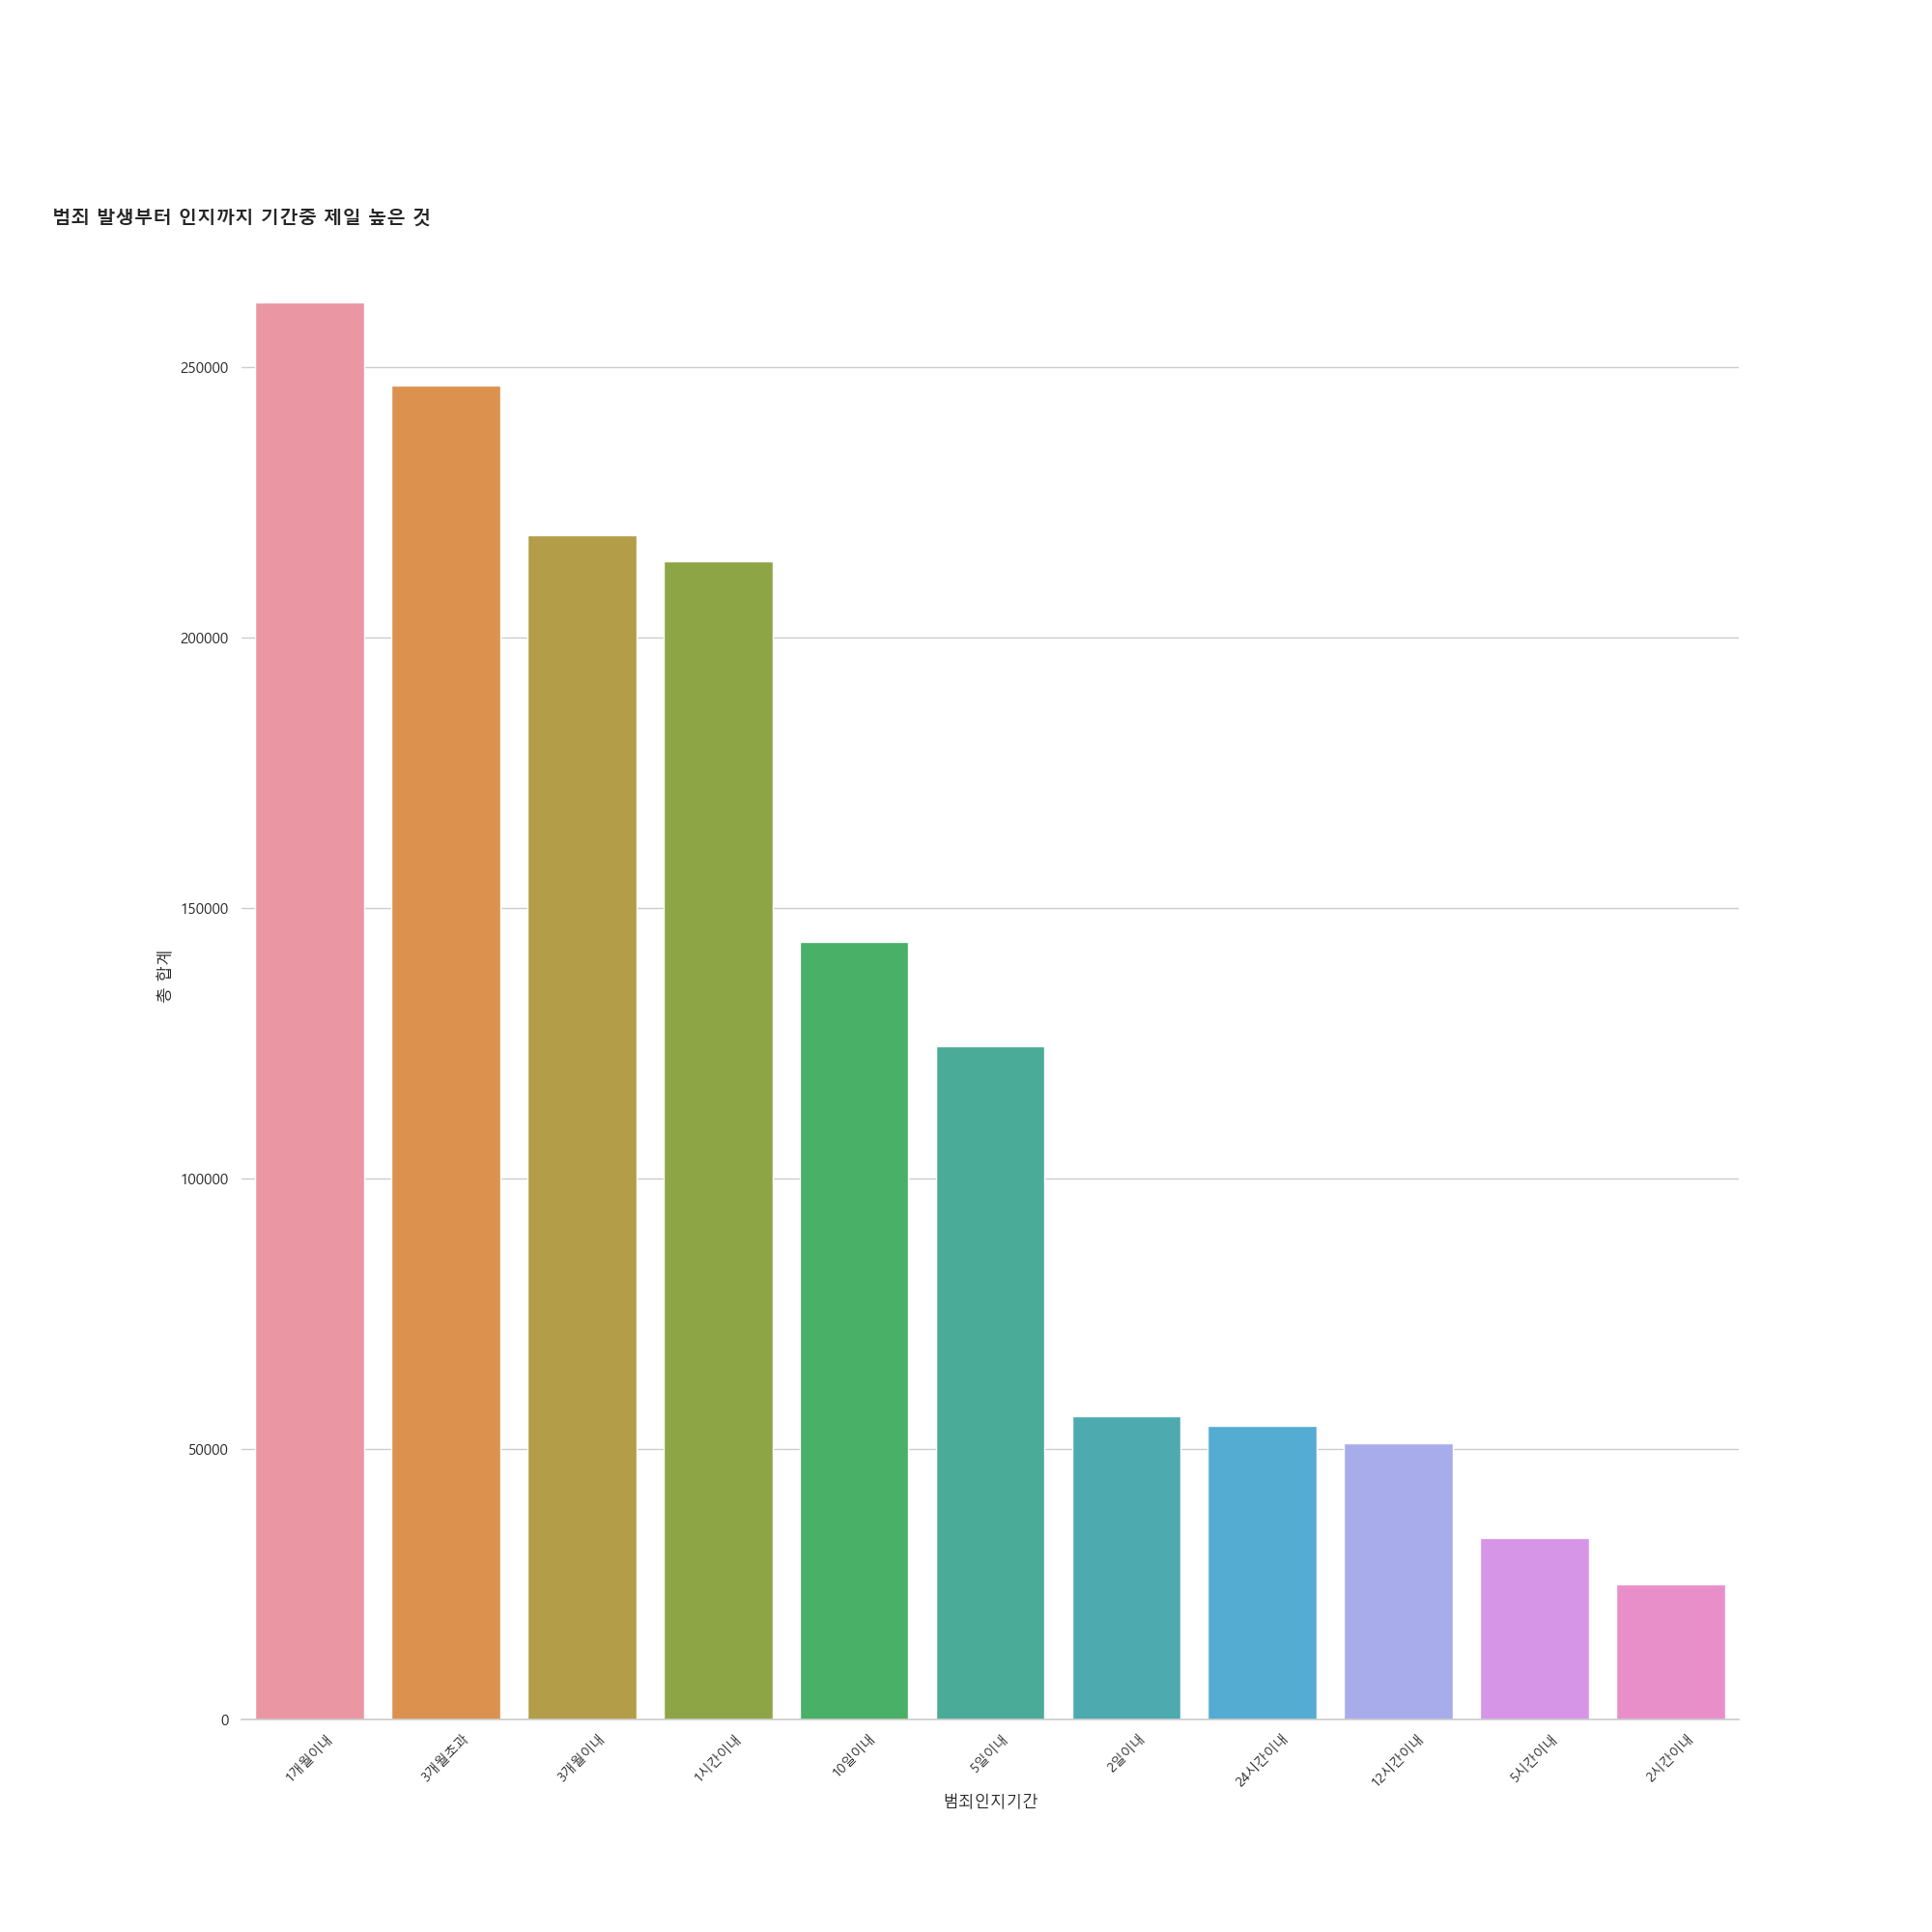 범죄 발생부터 인지까지 기간중 제일 높은 것
250000
200000
150000
100000
50000
0
총 합계
1개월이내
3개월초과
3개월이내
1시간이내
10일이내
5일이내
2일이내
24시간이내
12시간이내
5시간이내
2시간이내
범죄인지기간